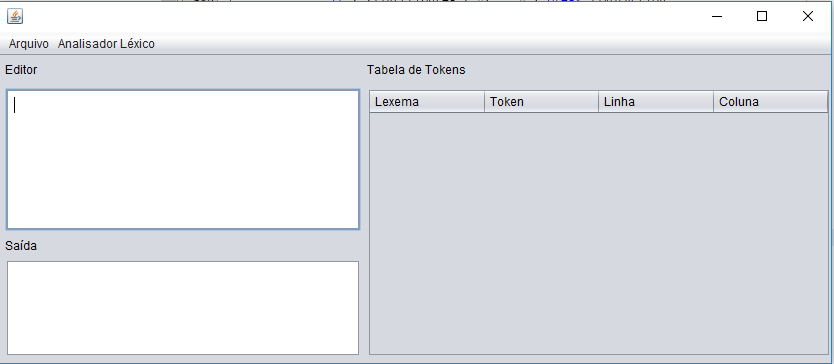 Arquivo Analisador Léxico
Editor
Tabela de Tokens
Lexema Token Linha Coluna
Saída